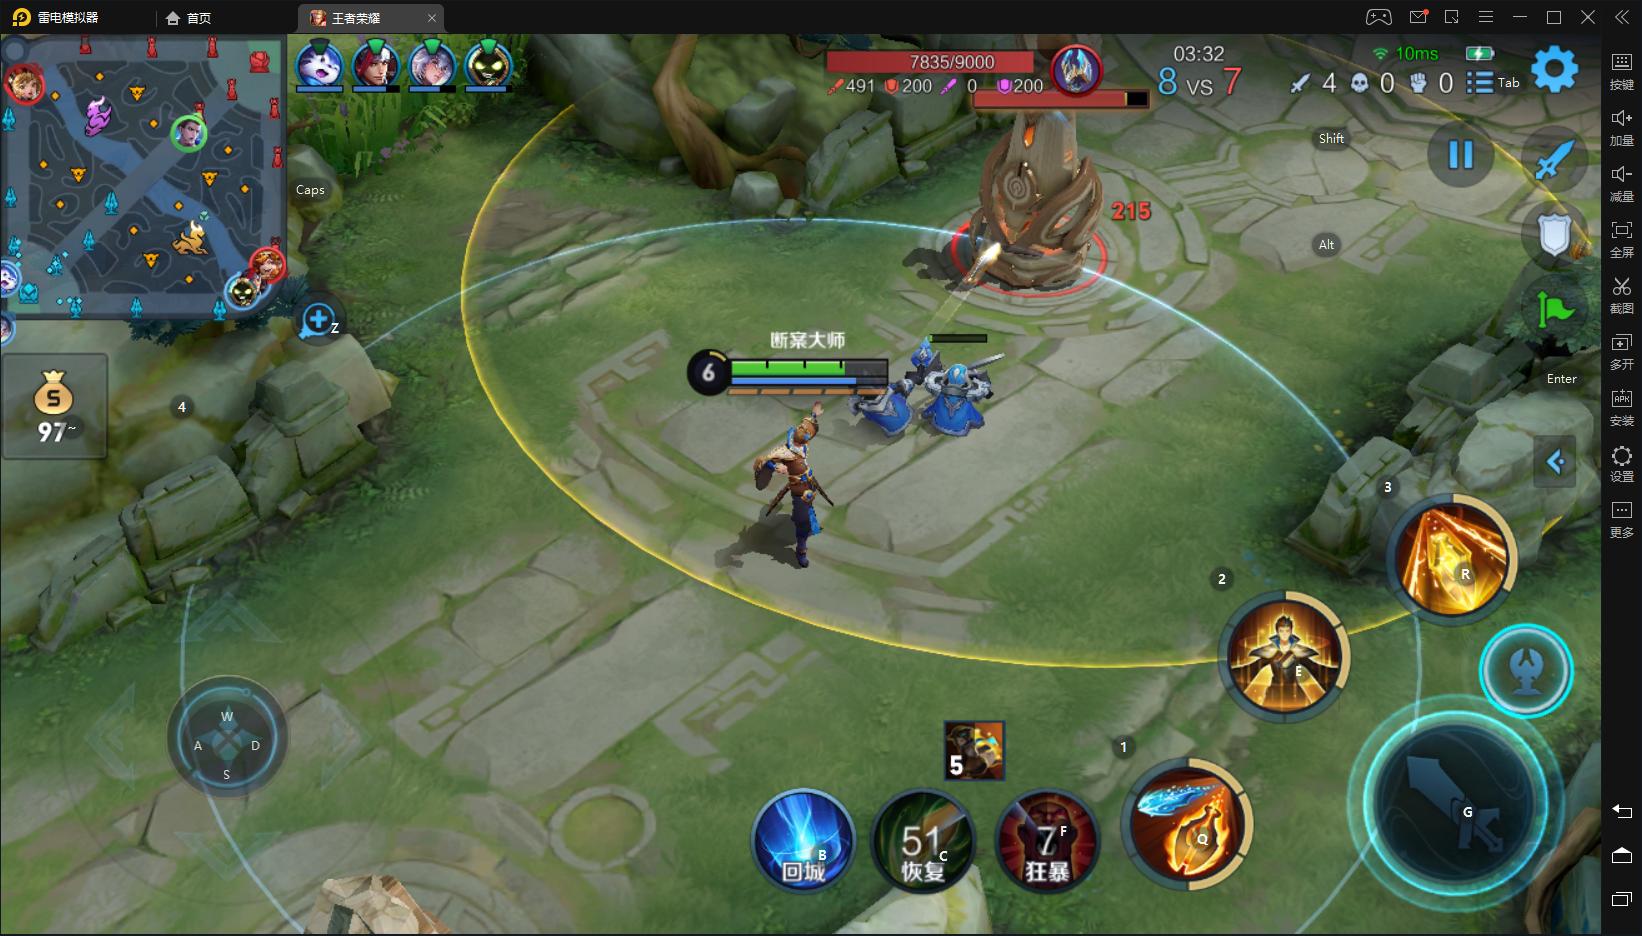 雷电模拟器
首页
王者荣耀
7835/9000
491
200
0
200
03:32
8 VS 7
10ms
4
0
0
Tab
Shift
Caps
Alt
215
Z
断案大师
6
97~
4
Enter
3
R
2
E
W
A
D
S
5
1
G
Q
B
回城
51
C
恢复
7
F
狂暴
按键
加量
减量
全屏
截图
多开
APK
安装
设置
更多